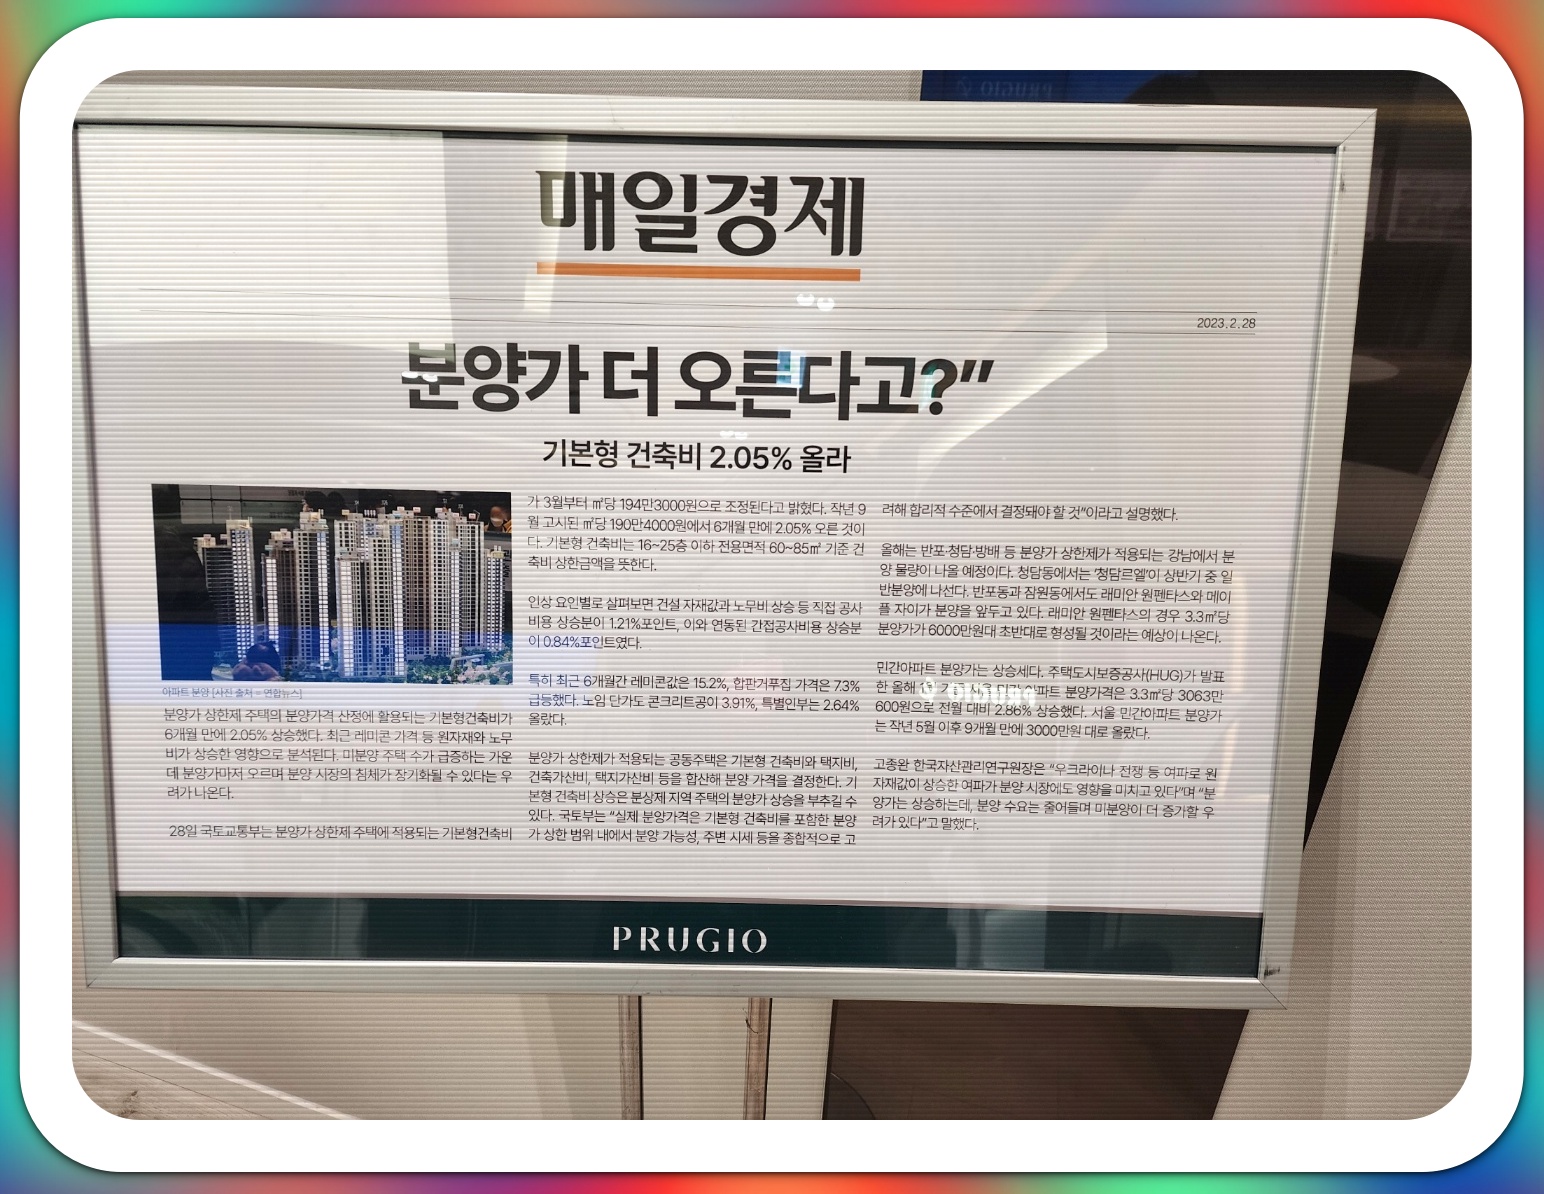 PRUGIO
매일경제
2023.2.28
분양가 더 오른다고?”
기본형 건축비 2.05% 올라
아파트 분양 [사진 출처 = 연합뉴스]
분양가 상한제 주택의 분양가격 산정에 활용되는 기본형건축비가
6개월 만에 2.05% 상승했다. 최근 레미콘 가격 등 원자재와 노무
비가 상승한 영향으로 분석된다. 미분양 주택 수가 급증하는 가운
데 분양가마저 오르며 분양 시장의 침체가 장기화될 수 있다는 우
려가 나온다.
28일 국토교통부는 분양가 상한제 주택에 적용되는 기본형건축비
가 3월부터 ㎡당 194만3000원으로 조정된다고 밝혔다. 작년 9
월 고시된 ㎡당 190만4000원에서 6개월 만에 2.05% 오른 것이
다. 기본형 건축비는 16~25층 이하 전용면적 60~85㎡ 기준 건
축비 상한금액을 뜻한다.
인상 요인별로 살펴보면 건설 자재값과 노무비 상승 등 직접 공사
비용 상승분이 1.21%포인트, 이와 연동된 간접공사비용 상승분
이 0.84%포인트였다.
특히 최근 6개월간 레미콘값은 15.2%, 합판거푸집 가격은 7.3%
급등했다. 노임 단가도 콘크리트공이 3.91%, 특별인부는 2.64%
올랐다.
분양가 상한제가 적용되는 공동주택은 기본형 건축비와 택지비,
건축가산비, 택지가산비 등을 합산해 분양 가격을 결정한다. 기
본형 건축비 상승은 분상제 지역 주택의 분양가 상승을 부추길 수
있다. 국토부는 “실제 분양가격은 기본형 건축비를 포함한 분양
가 상한 범위 내에서 분양 가능성, 주변 시세 등을 종합적으로 고
려해 합리적 수준에서 결정돼야 할 것”이라고 설명했다.
올해는 반포·청담·방배 등 분양가 상한제가 적용되는 강남에서 분
양 물량이 나올 예정이다. 청담동에서는 ‘청담르엘’이 상반기 중 일
반분양에 나선다. 반포동과 잠원동에서도 래미안 원펜타스와 메이
플 자이가 분양을 앞두고 있다. 래미안 원펜타스의 경우 3.3㎡당
분양가가 6000만원대 초반대로 형성될 것이라는 예상이 나온다.
민간아파트 분양가는 상승세다. 주택도시보증공사(HUG)가 발표
한 올해 파트 분양가격은 3.3㎡당 3063만
600원으로 전월 대비 2.86% 상승했다. 서울 민간아파트 분양가
는 작년 5월 이후 9개월 만에 3000만원 대로 올랐다.
고종완 한국자산관리연구원장은 “우크라이나 전쟁 등 여파로 원
자재값이 상승한 여파가 분양 시장에도 영향을 미치고 있다”며 “분
양가는 상승하는데, 분양 수요는 줄어들며 미분양이 더 증가할 우
려가 있다”고 말했다.
PRUGIO